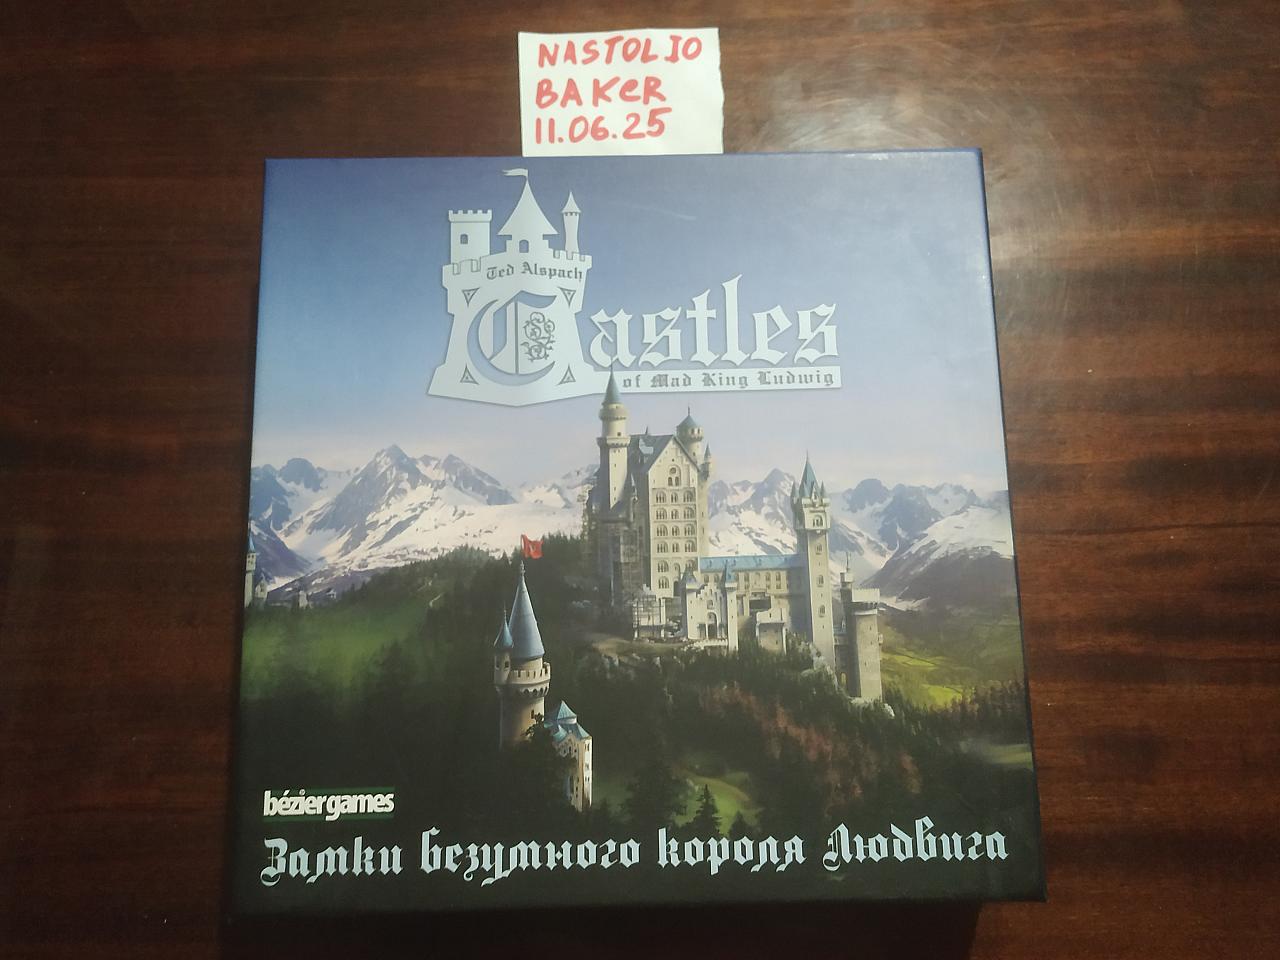 NASTOLIO
BAKER
11.06.25
Ted Alspach
Castles
of Mad King Ludwig
béziergames
Замки безумного короля Людвига